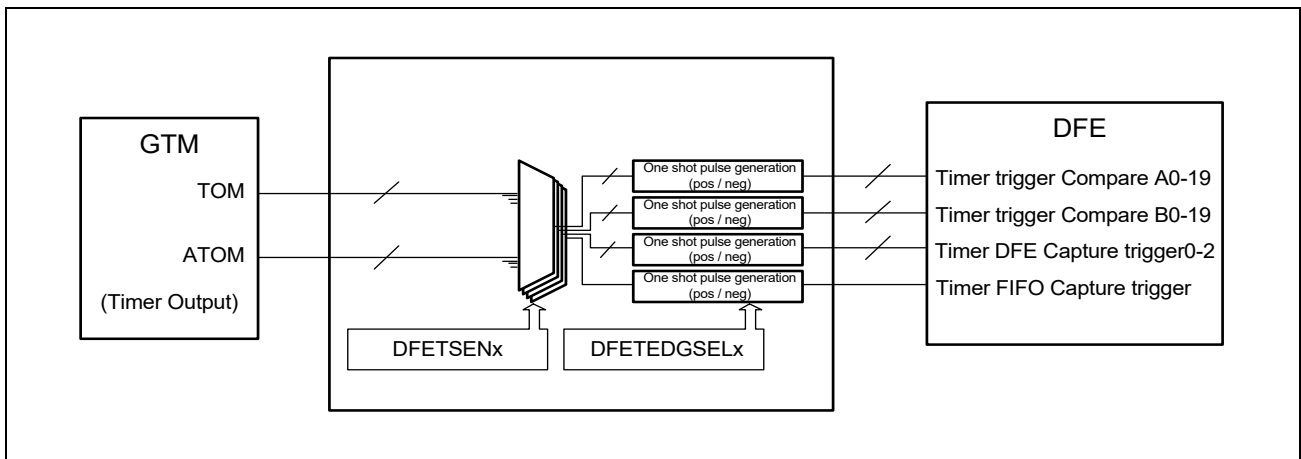 GTM
TOM
ATOM
(Timer Output)
DFETSENx
One shot pulse generation
(pos / neg)
One shot pulse generation
(pos / neg)
One shot pulse generation
(pos / neg)
One shot pulse generation
(pos / neg)
DFETEDGSELx
DFE
Timer trigger Compare A0-19
Timer trigger Compare B0-19
Timer DFE Capture trigger0-2
Timer FIFO Capture trigger